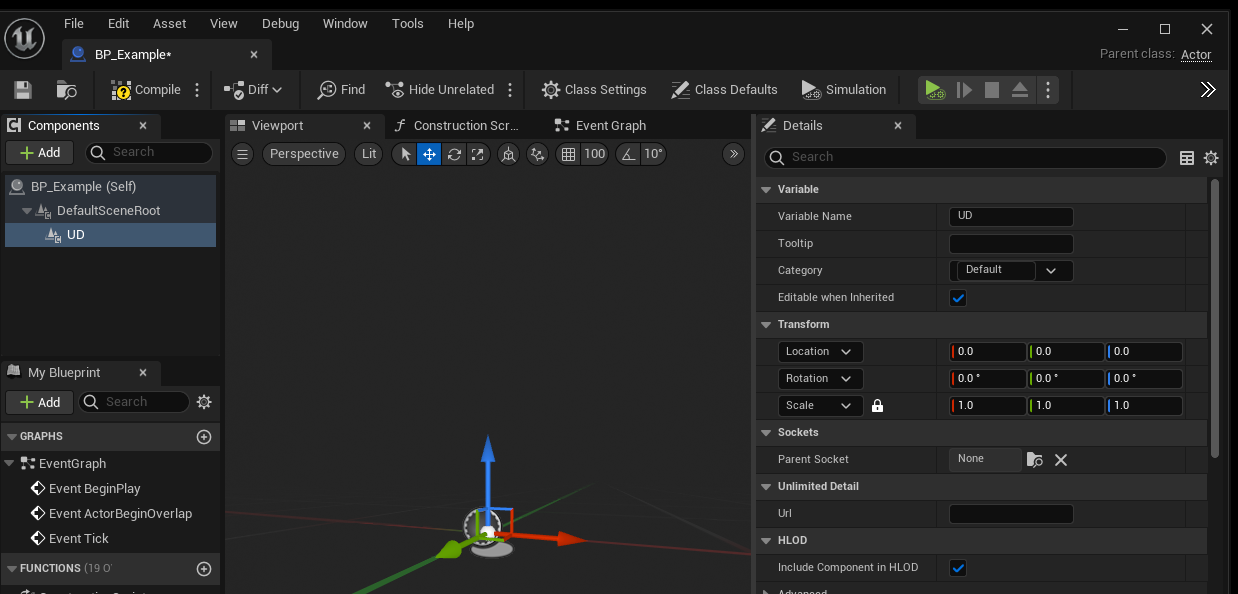 File Edit Asset View Debug Window Tools Help
BP_Example*
Parent class: Actor
Compile Diff Find Hide Unrelated Class Settings Class Defaults Simulation
Components
Add Search
BP_Example (Self)
DefaultSceneRoot
UD
My Blueprint
Add Search
GRAPHS
EventGraph
Event BeginPlay
Event ActorBeginOverlap
Event Tick
FUNCTIONS (19 O
Viewport Construction Scr... Event Graph
Perspective Lit 100 10°
Details
Search
Variable
Variable Name UD
Tooltip
Category Default
Editable when Inherited
Transform
Location 0.0 0.0 0.0
Rotation 0.0 ° 0.0 ° 0.0 °
Scale 1.0 1.0 1.0
Sockets
Parent Socket None
Unlimited Detail
Url
HLOD
Include Component in HLOD
Advanced